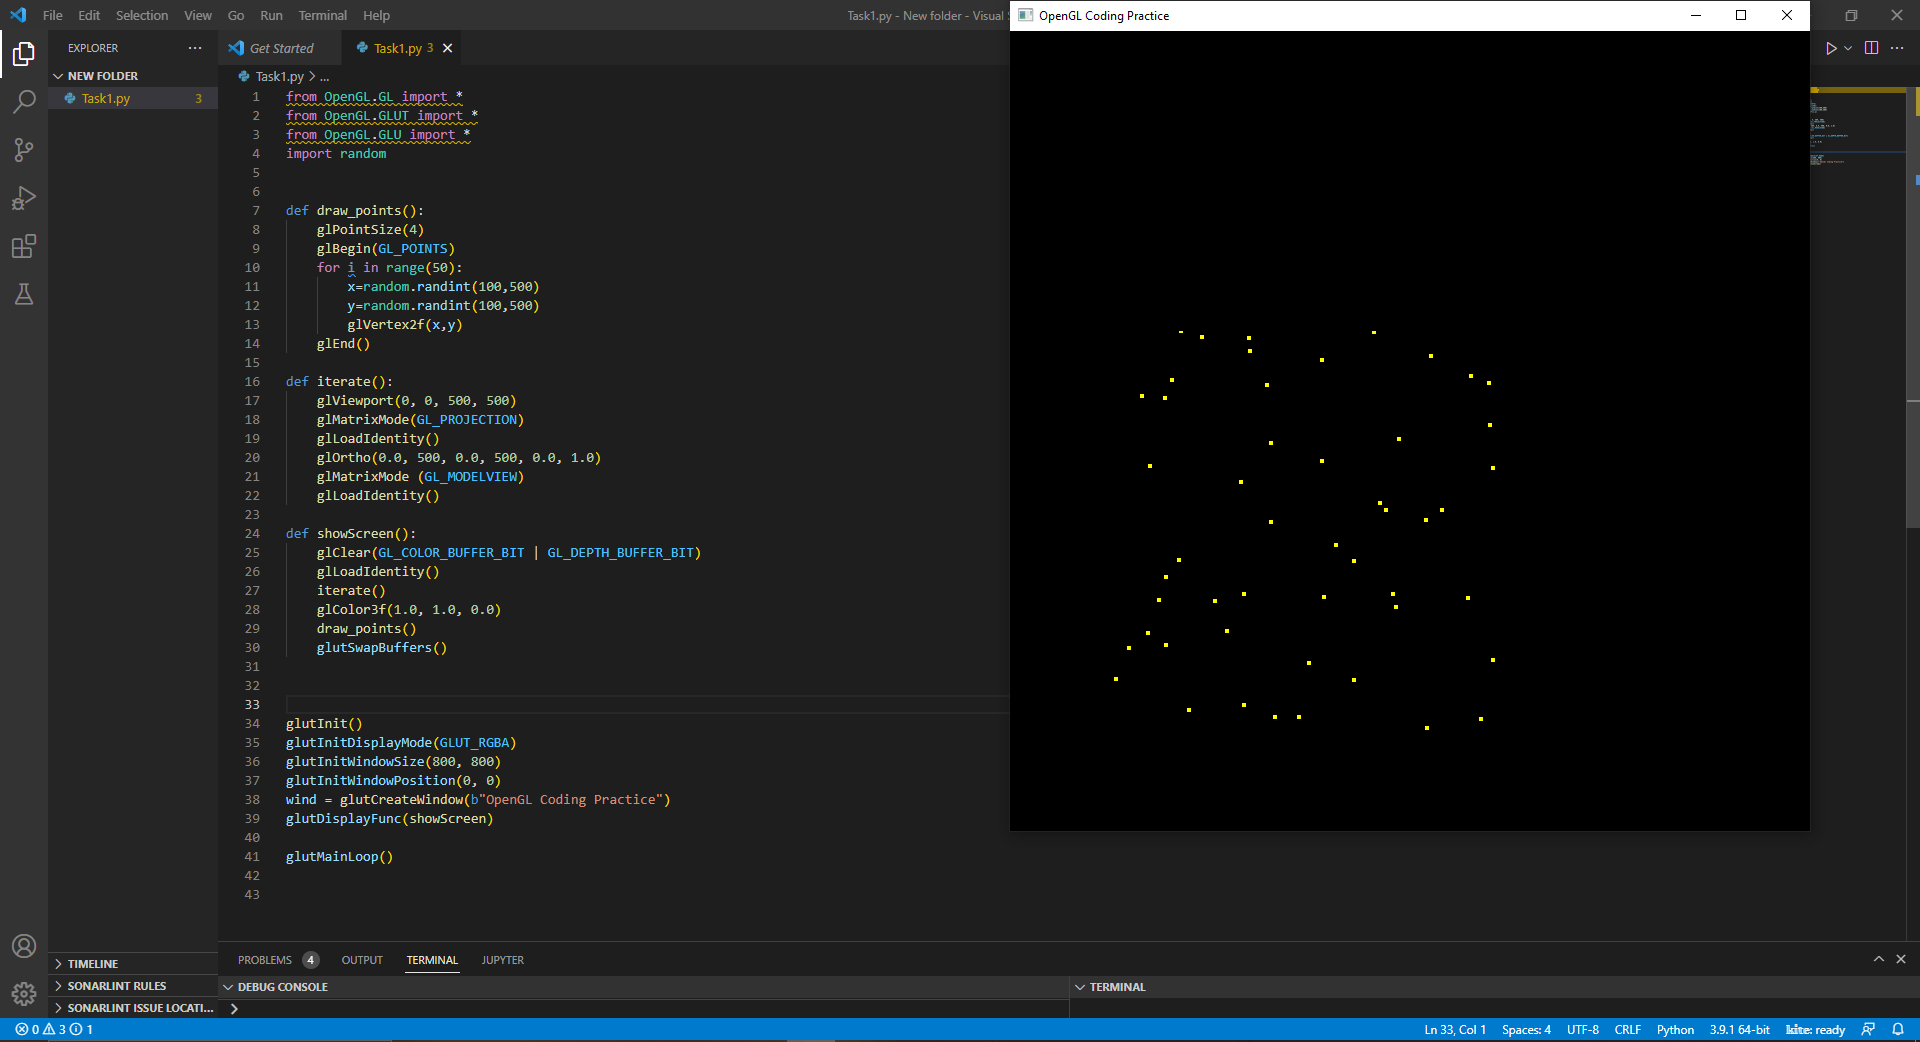 File Edit Selection View Go Run Terminal Help
Task1.py - New folder - Visual
OpenGL Coding Practice
EXPLORER
NEW FOLDER
Task1.py 3
Get Started
Task1.py 3
Task1.py > ...
1 from OpenGL.GL import *
2 from OpenGL.GLUT import *
3 from OpenGL.GLU import *
4 import random
5
6
7 def draw_points():
8 glPointSize(4)
9 glBegin(GL_POINTS)
10 for i in range(50):
11 x=random.randint(100,500)
12 y=random.randint(100,500)
13 glVertex2f(x,y)
14 glEnd()
15
16 def iterate():
17 glViewport(0, 0, 500, 500)
18 glMatrixMode(GL_PROJECTION)
19 glLoadIdentity()
20 glOrtho(0.0, 500, 0.0, 500, 0.0, 1.0)
21 glMatrixMode (GL_MODELVIEW)
22 glLoadIdentity()
23
24 def showScreen():
25 glClear(GL_COLOR_BUFFER_BIT | GL_DEPTH_BUFFER_BIT)
26 glLoadIdentity()
27 iterate()
28 glColor3f(1.0, 1.0, 0.0)
29 draw_points()
30 glutSwapBuffers()
31
32
33
34 glutInit()
35 glutInitDisplayMode(GLUT_RGBA)
36 glutInitWindowSize(800, 800)
37 glutInitWindowPosition(0, 0)
38 wind = glutCreateWindow(b"OpenGL Coding Practice")
39 glutDisplayFunc(showScreen)
40
41 glutMainLoop()
42
43
PROBLEMS 4 OUTPUT TERMINAL JUPYTER
DEBUG CONSOLE
TERMINAL
TIMELINE
SONARLINT RULES
SONARLINT ISSUE LOCATI...
0 3 1
Ln 33, Col 1 Spaces: 4 UTF-8 CRLF Python 3.9.1 64-bit kite: ready